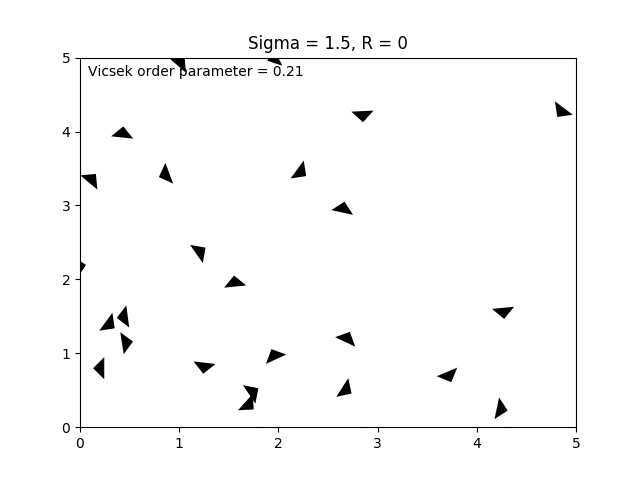 Sigma = 1.5, R = 0
Vicsek order parameter = 0.21
5
4
3
2
1
0
0 1 2 3 4 5